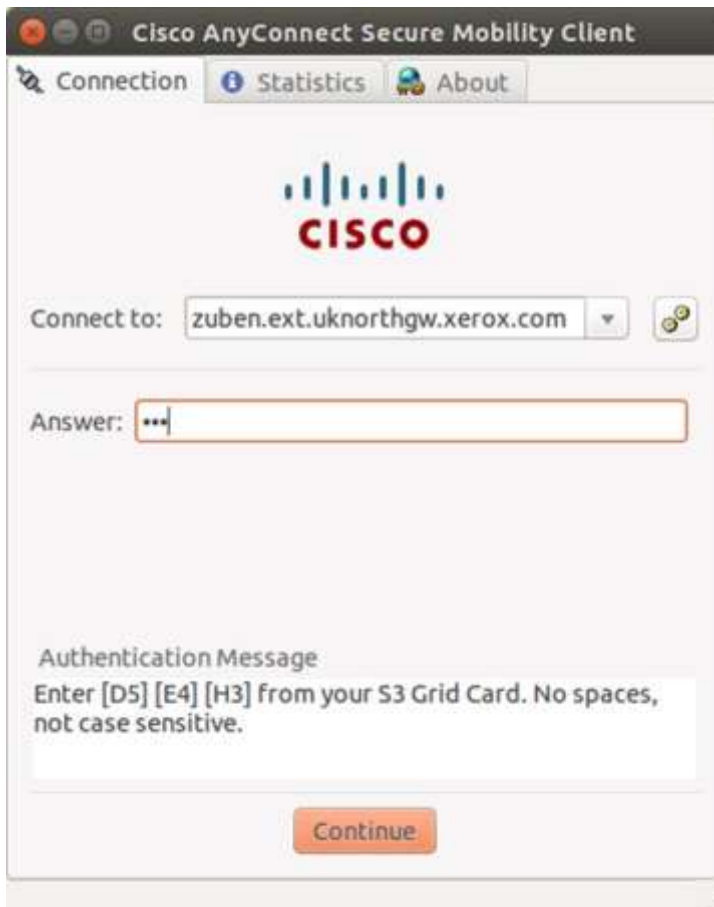 Cisco AnyConnect Secure Mobility Client
Connection Statistics About
CISCO
Connect to: zuben.ext.uknorthgw.xerox.com
Answer: •••
Authentication Message
Enter [D5] [E4] [H3] from your S3 Grid Card. No spaces,
not case sensitive.
Continue